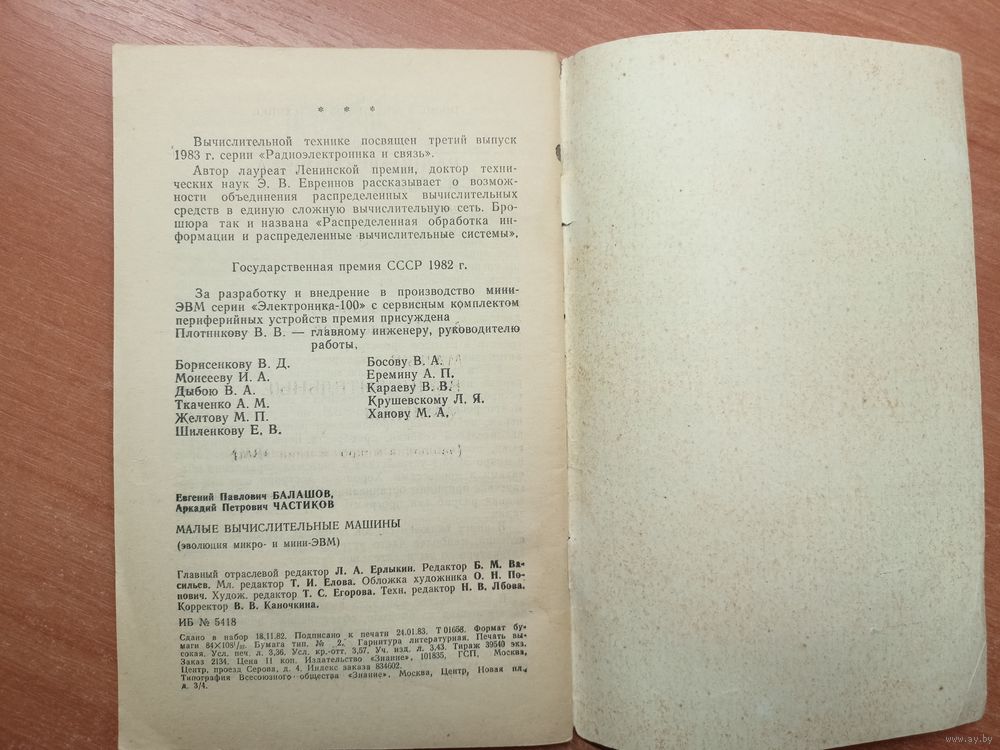 * * *
Вычислительной технике посвящен третий выпуск
1983 г. серии «Радиоэлектроника и связь».
Автор лауреат Ленинской премии, доктор техни-
ческих наук Э. В. Евреинов рассказывает о возмож-
ности объединения распределенных вычислительных
средств в единую сложную вычислительную сеть. Бро-
шюра так и названа «Распределенная обработка ин-
формации и распределенные вычислительные системы».
Государственная премия СССР 1982 г.
За разработку и внедрение в производство мини-
ЭВМ серии «Электроника-100» с сервисным комплектом
периферийных устройств премия присуждена
Плотникову В. В. — главному инженеру, руководителю
работы,
Борисенкову В. Д.
Моисееву И. А.
Дыбою В. А.
Ткаченко А. М.
Желтову М. П.
Шиленкову Е. В.
Босову В. А.
Еремину А. П.
Караеву В. В.
Крушевскому Л. Я.
Ханову М. А.
Евгений Павлович БАЛАШОВ,
Аркадий Петрович ЧАСТИКОВ
МАЛЫЕ ВЫЧИСЛИТЕЛЬНЫЕ МАШИНЫ
(эволюция микро- и мини-ЭВМ)
Главный отраслевой редактор Л. А. Ерлыкин. Редактор Б. М. Ва-
сильев. Мл. редактор Т. И. Елова. Обложка художника О. Н. По-
пович. Худож. редактор Т. С. Егорова. Техн. редактор Н. В. Лбова.
Корректор В. В. Каночкина.
ИБ № 5418
Сдано в набор 18.11.82. Подписано к печати 24.01.83. Т 01658. Формат бу-
маги 84×108¹/₃₂. Бумага тип. № 2. Гарнитура литературная. Печать вы-
сокая. Усл. печ. л. 3,36. Усл. кр.-отт. 3,57. Уч. изд. л. 3,43. Тираж 39540 экз.
Заказ 2134. Цена 11 коп. Издательство «Знание», 101835, ГСП, Москва,
Центр, проезд Серова, д. 4. Индекс заказа 834602.
Типография Всесоюзного общества «Знание». Москва, Центр, Новая пл.,
д. 3/4.
© www.ay.by